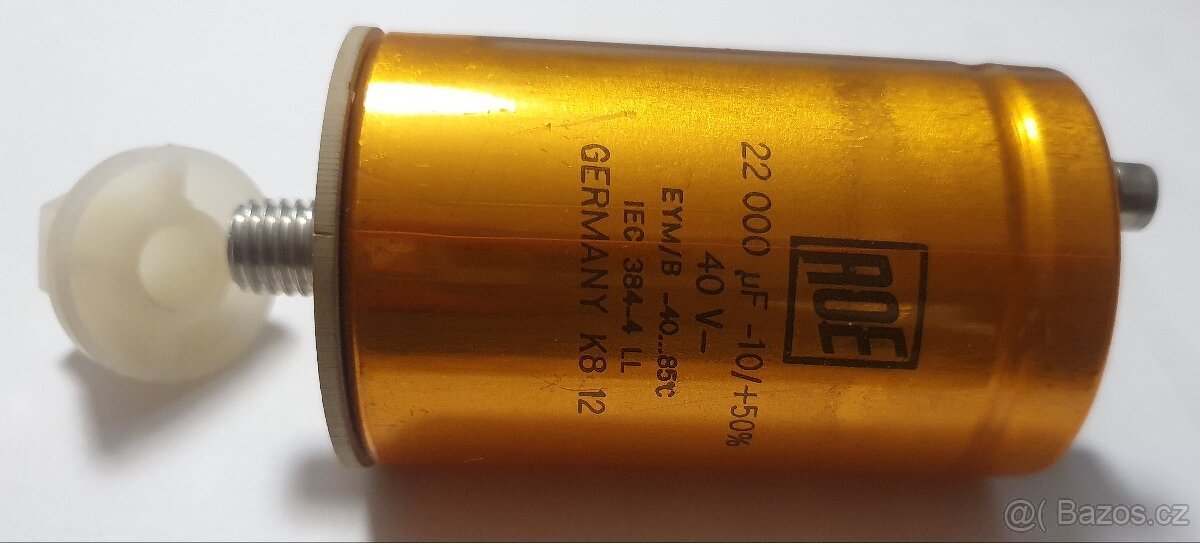 ROE
22 000 µF -10/+50%
40 V–
EYM/B -40...85°C
IEC 384-4 LL
GERMANY K8 12
@( Bazos.cz